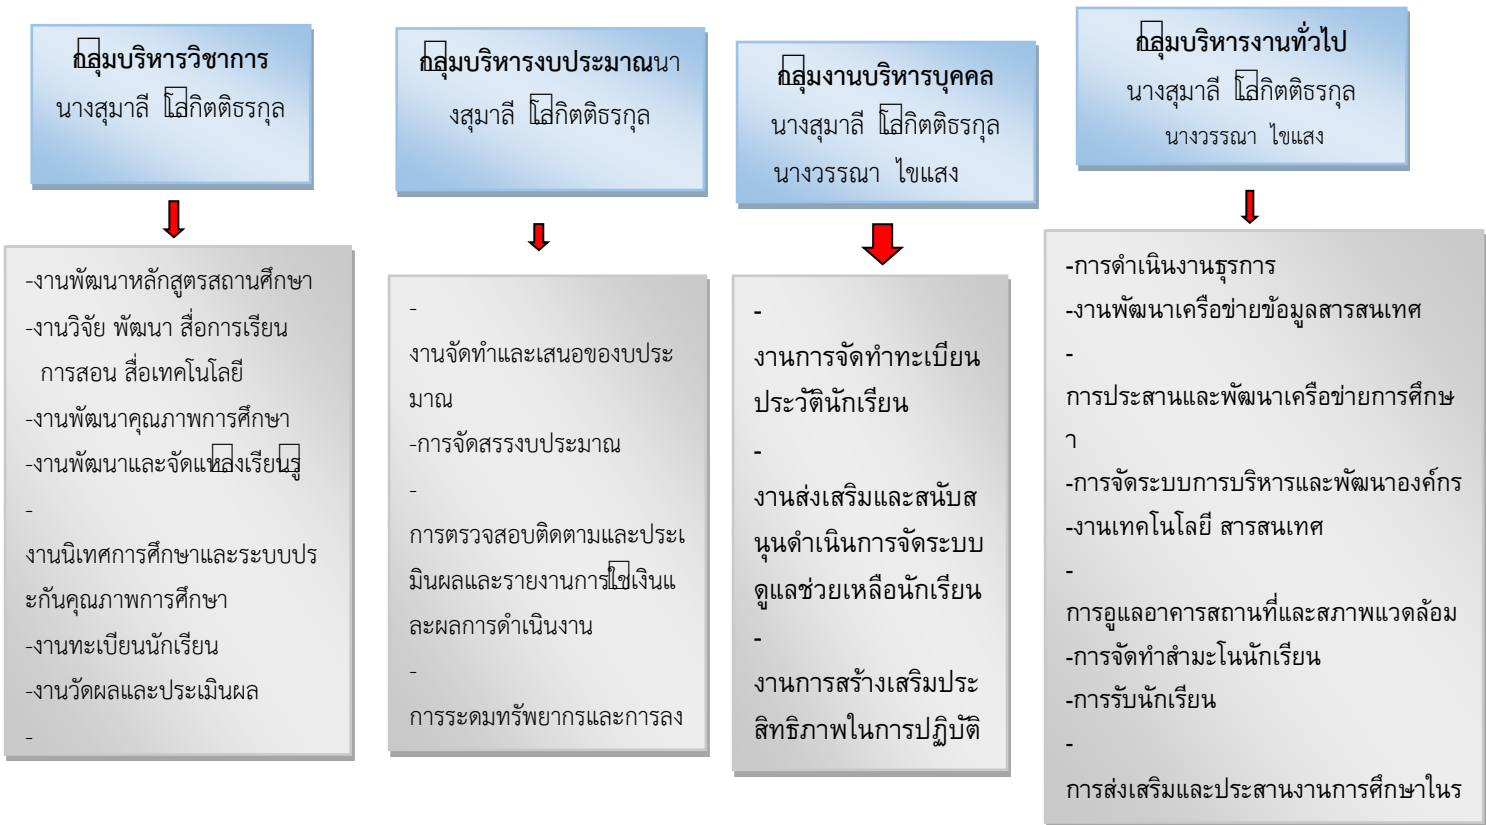 กลุ่มบริหารวิชาการ
นางสุมาลี โล่กิตติธรกุล
-งานพัฒนาหลักสูตรสถานศึกษา
-งานวิจัย พัฒนา สื่อการเรียน
การสอน สื่อเทคโนโลยี
-งานพัฒนาคุณภาพการศึกษา
-งานพัฒนาและจัดแหล่งเรียนรู้
-
งานนิเทศการศึกษาและระบบปร
ะกันคุณภาพการศึกษา
-งานทะเบียนนักเรียน
-งานวัดผลและประเมินผล
-
กลุ่มบริหารงบประมาณนา
งสุมาลี โล่กิตติธรกุล
-
งานจัดทำและเสนอของบประ
มาณ
-การจัดสรรงบประมาณ
-
การตรวจสอบติดตามและประเ
มินผลและรายงานการใช้เงินแ
ละผลการดำเนินงาน
-
การระดมทรัพยากรและการลง
กลุ่มงานบริหารบุคคล
นางสุมาลี โล่กิตติธรกุล
นางวรรณา ไขแสง
-
งานการจัดทำทะเบียน
ประวัตินักเรียน
-
งานส่งเสริมและสนับส
นุนดำเนินการจัดระบบ
ดูแลช่วยเหลือนักเรียน
-
งานการสร้างเสริมประ
สิทธิภาพในการปฏิบัติ
กลุ่มบริหารงานทั่วไป
นางสุมาลี โล่กิตติธรกุล
นางวรรณา ไขแสง
-การดำเนินงานธุรการ
-งานพัฒนาเครือข่ายข้อมูลสารสนเทศ
-
การประสานและพัฒนาเครือข่ายการศึกษ
า
-การจัดระบบการบริหารและพัฒนาองค์กร
-งานเทคโนโลยี สารสนเทศ
-
การอูแลอาคารสถานที่และสภาพแวดล้อม
-การจัดทำสำมะโนนักเรียน
-การรับนักเรียน
-
การส่งเสริมและประสานงานการศึกษาในร